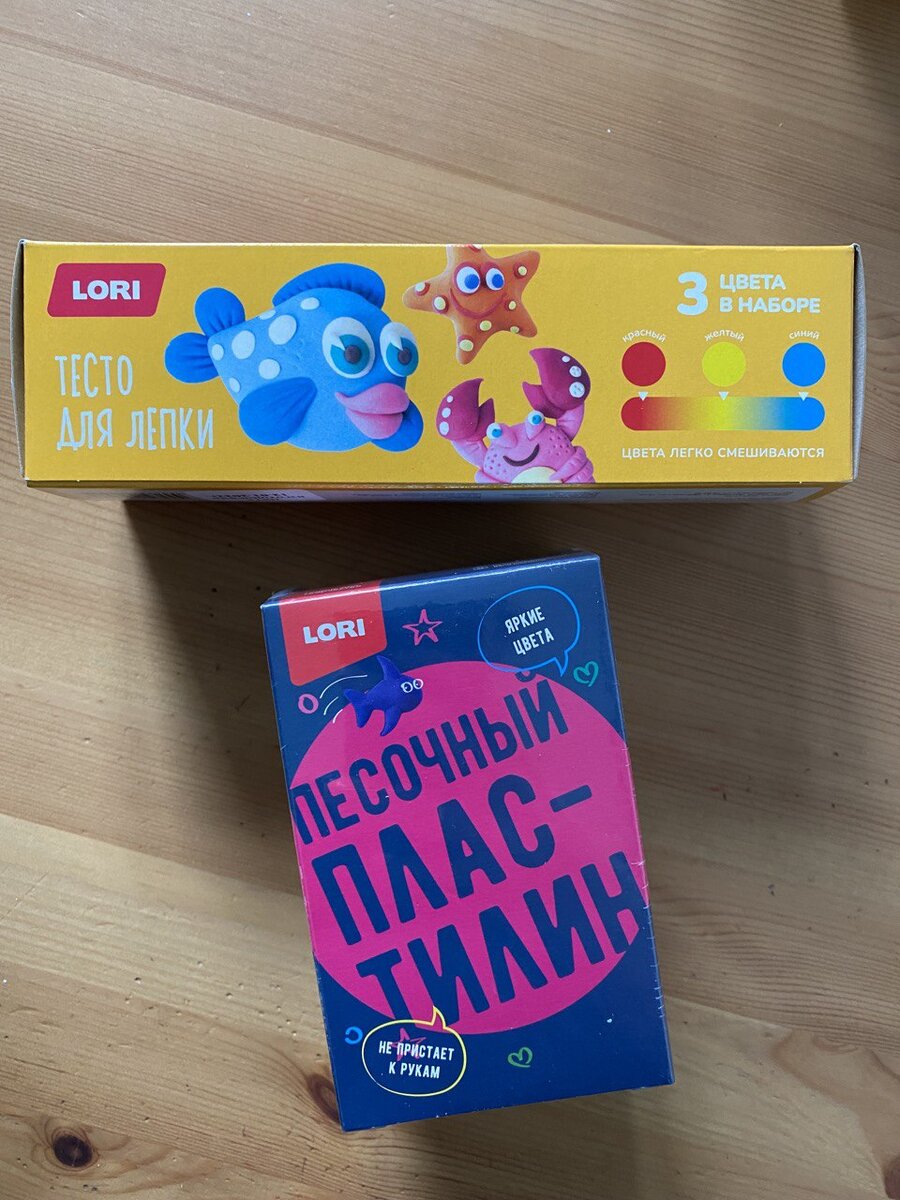 LORI
ТЕСТО
ДЛЯ ЛЕПКИ
3 ЦВЕТА
В НАБОРЕ
красный
желтый
синий
ЦВЕТА ЛЕГКО СМЕШИВАЮТСЯ
LORI
ЯРКИЕ
ЦВЕТА
ПЕСОЧНЫЙ
ПЛАС-
ТИЛИН
НЕ ПРИСТАЕТ
К РУКАМ